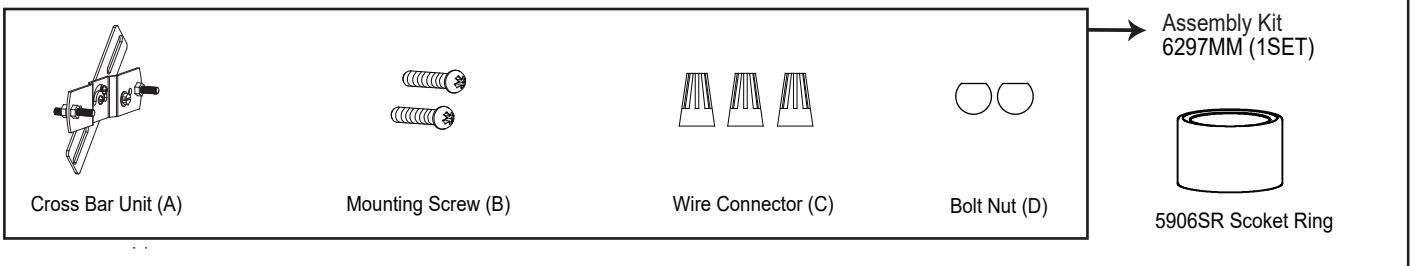 Assembly Kit
6297MM (1SET)
Cross Bar Unit (A)
Mounting Screw (B)
Wire Connector (C)
Bolt Nut (D)
5906SR Scoket Ring